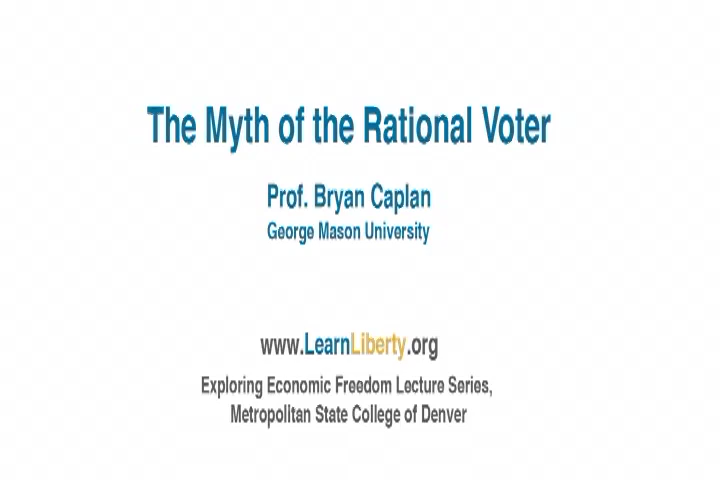 The Myth of the Rational Voter
Prof. Bryan Caplan
George Mason University
www.LearnLiberty.org
Exploring Economic Freedom Lecture Series,
Metropolitan State College of Denver